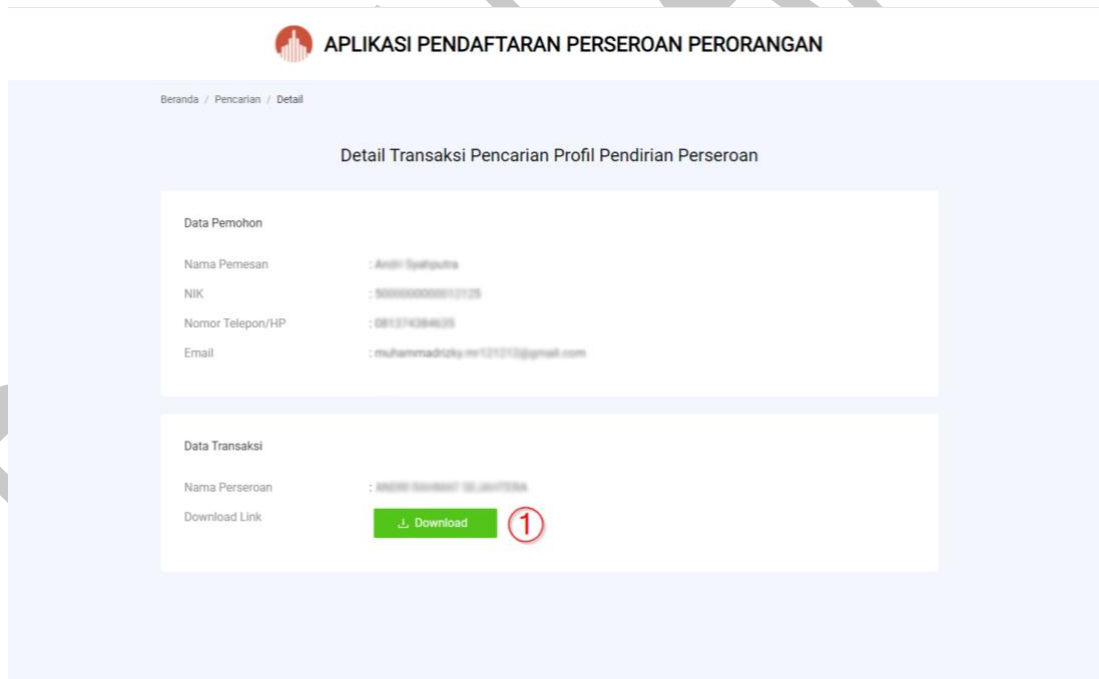 APLIKASI PENDAFTARAN PERSEROAN PERORANGAN
Beranda / Pencarian / Detail
Detail Transaksi Pencarian Profil Pendirian Perseroan
Data Pemohon
Nama Pemesan :
NIK :
Nomor Telepon/HP :
Email :
Data Transaksi
Nama Perseroan :
Download Link Download 1